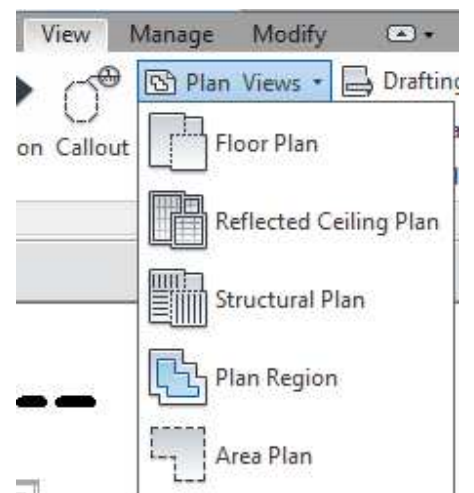 View Manage Modify
Plan Views Drafting
on Callout
Floor Plan
Reflected Ceiling Plan
Structural Plan
Plan Region
Area Plan